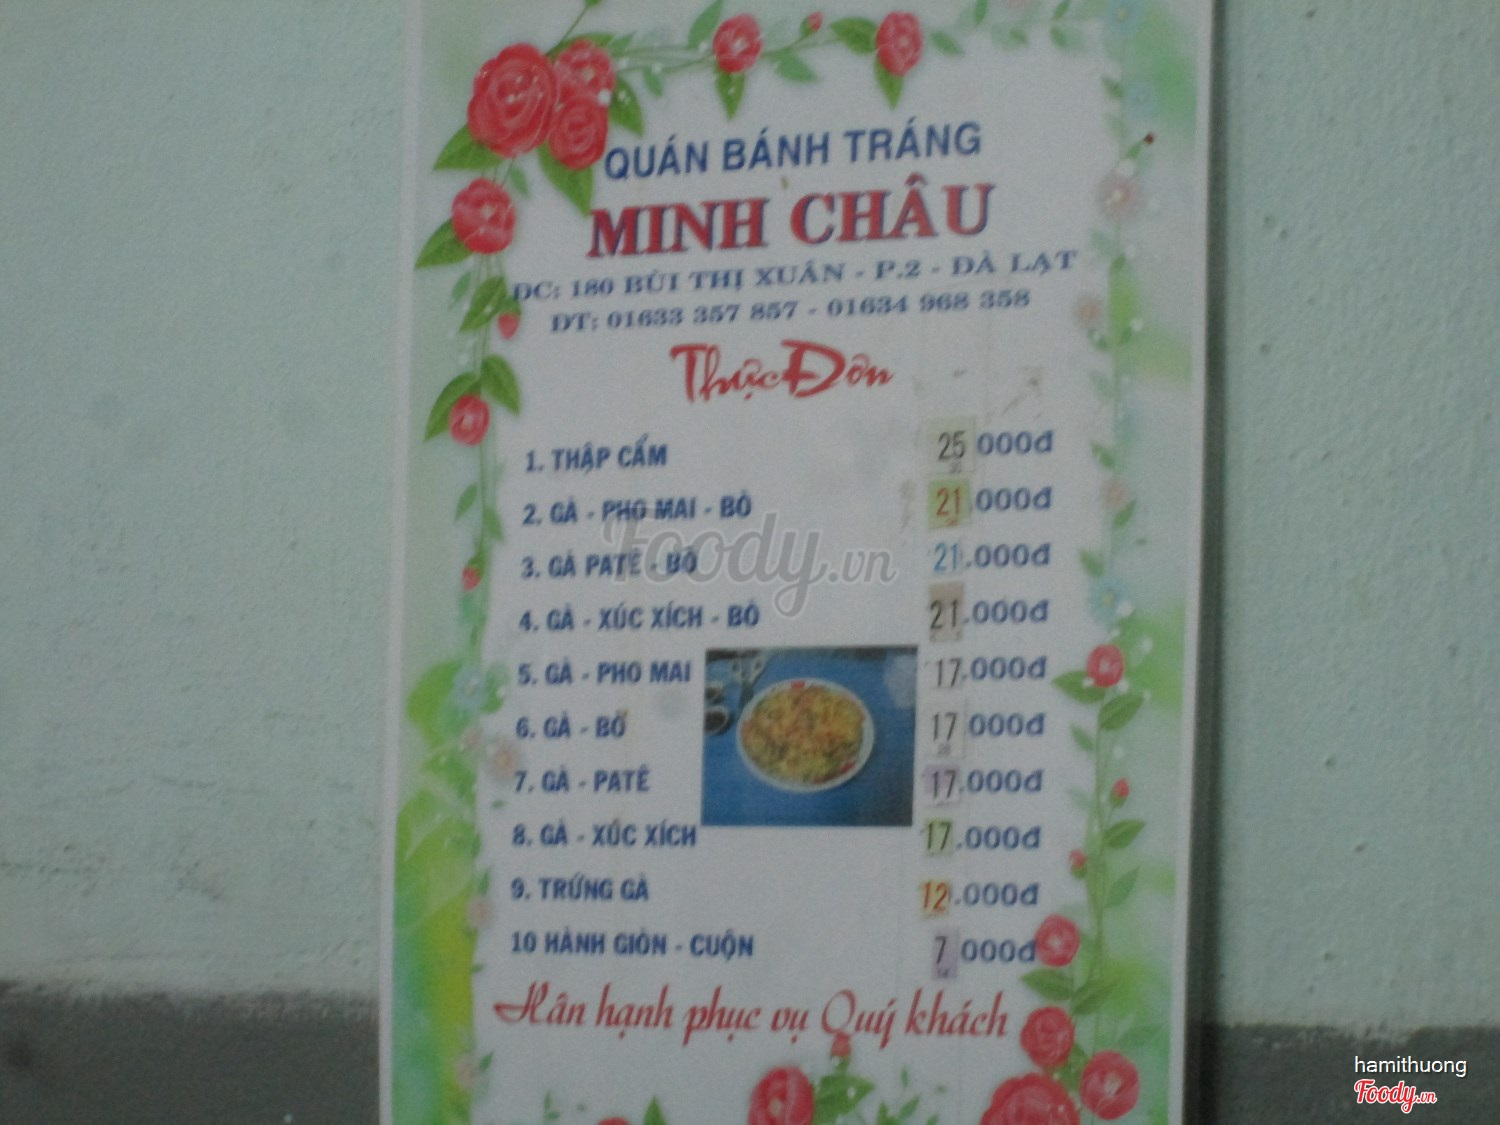 QUÁN BÁNH TRÁNG
MINH CHÂU
ĐC: 180 BÙI THỊ XUÂN - P.2 - ĐÀ LẠT
ĐT: 01633 357 857 - 01634 968 358
Thực Đơn
1. THẬP CẨM 25 000đ
2. GÀ - PHO MAI - BÒ 21.000đ
3. GÀ PATÊ - BÒ 21.000đ
4. GÀ - XÚC XÍCH - BÒ 21.000đ
5. GÀ - PHO MAI 17.000đ
6. GÀ - BÒ 17 000đ
7. GÀ - PATÊ 17.000đ
8. GÀ - XÚC XÍCH 17.000đ
9. TRỨNG GÀ 12.000đ
10 HÀNH GIÒN - CUỘN 7 000đ
Hân hạnh phục vụ Quý khách
Foody.vn
hamithuong
Foody.vn